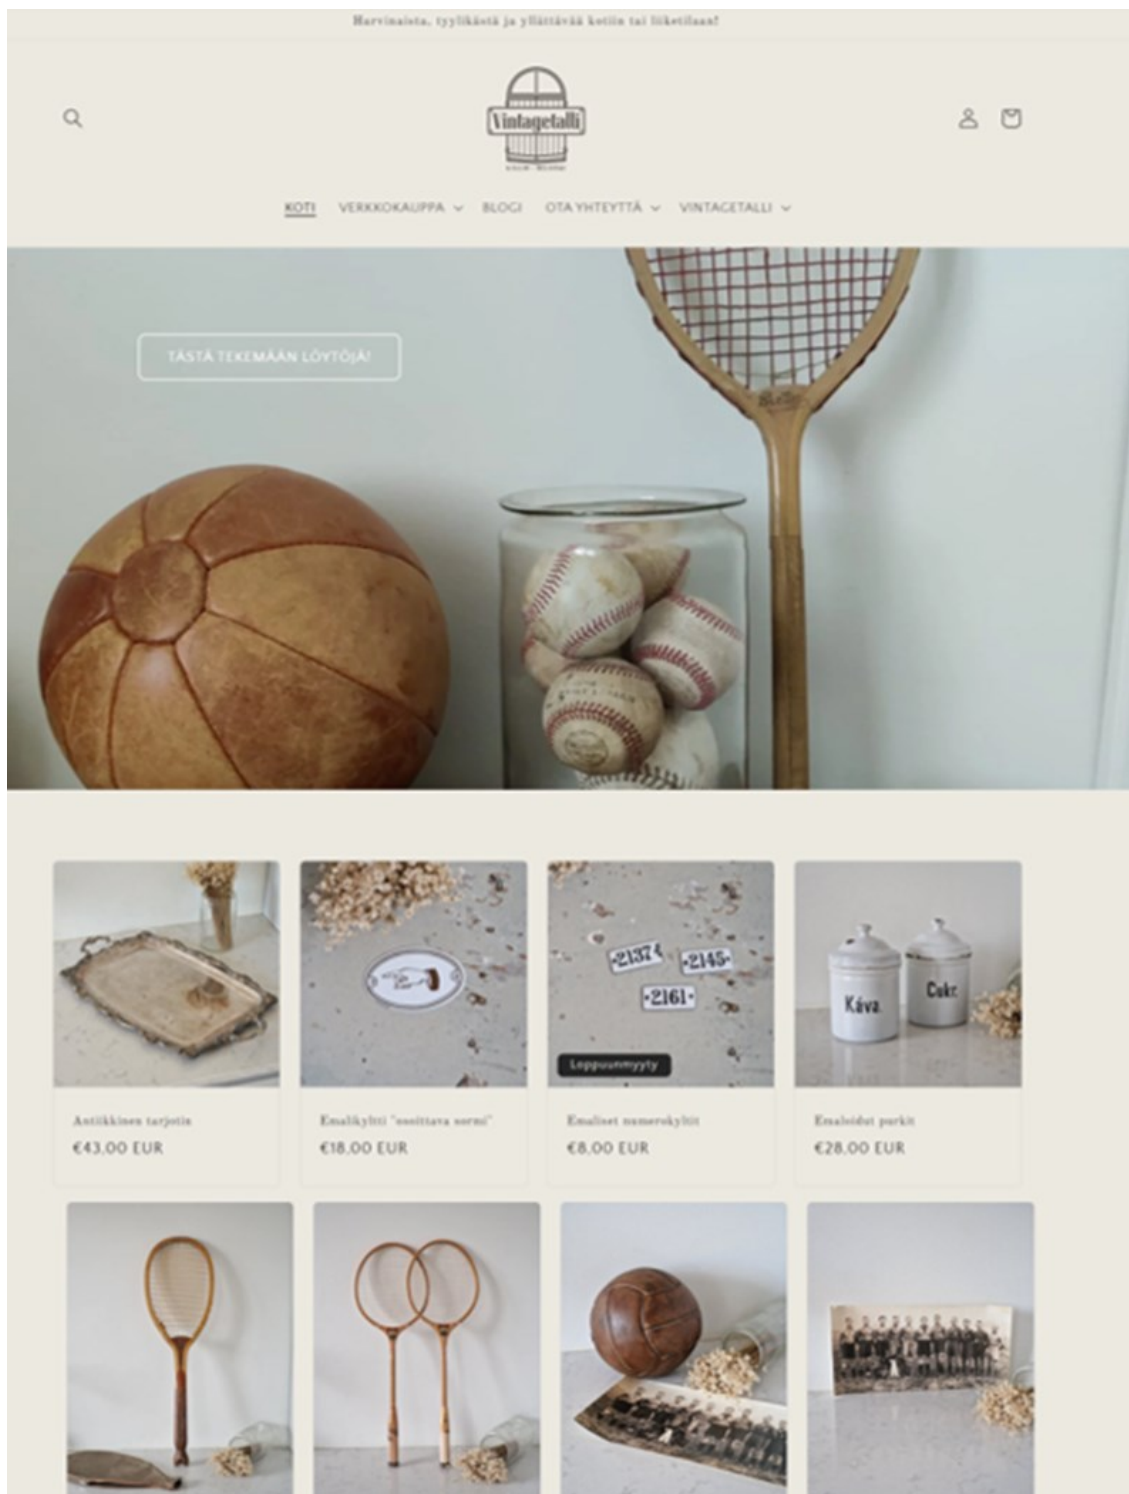 Harvinaista, tyylikästä ja yllättävää kotiin tai liiketilaan!
Vintagetalli
KOTI VERKKOKAUPPA BLOGI OTA YHTEYTTÄ VINTAGETALLI
TÄSTÄ TEKEMÄÄN LÖYTÖJÄ!
2137
2145
2161
Káva
Cukr.
Loppuunmyyty
Antiikkinen tarjotin
Emalikyltti "osoittava sormi"
Emaliset numerokyltit
Emaloidut purkit
€43,00 EUR
€18,00 EUR
€8,00 EUR
€28,00 EUR